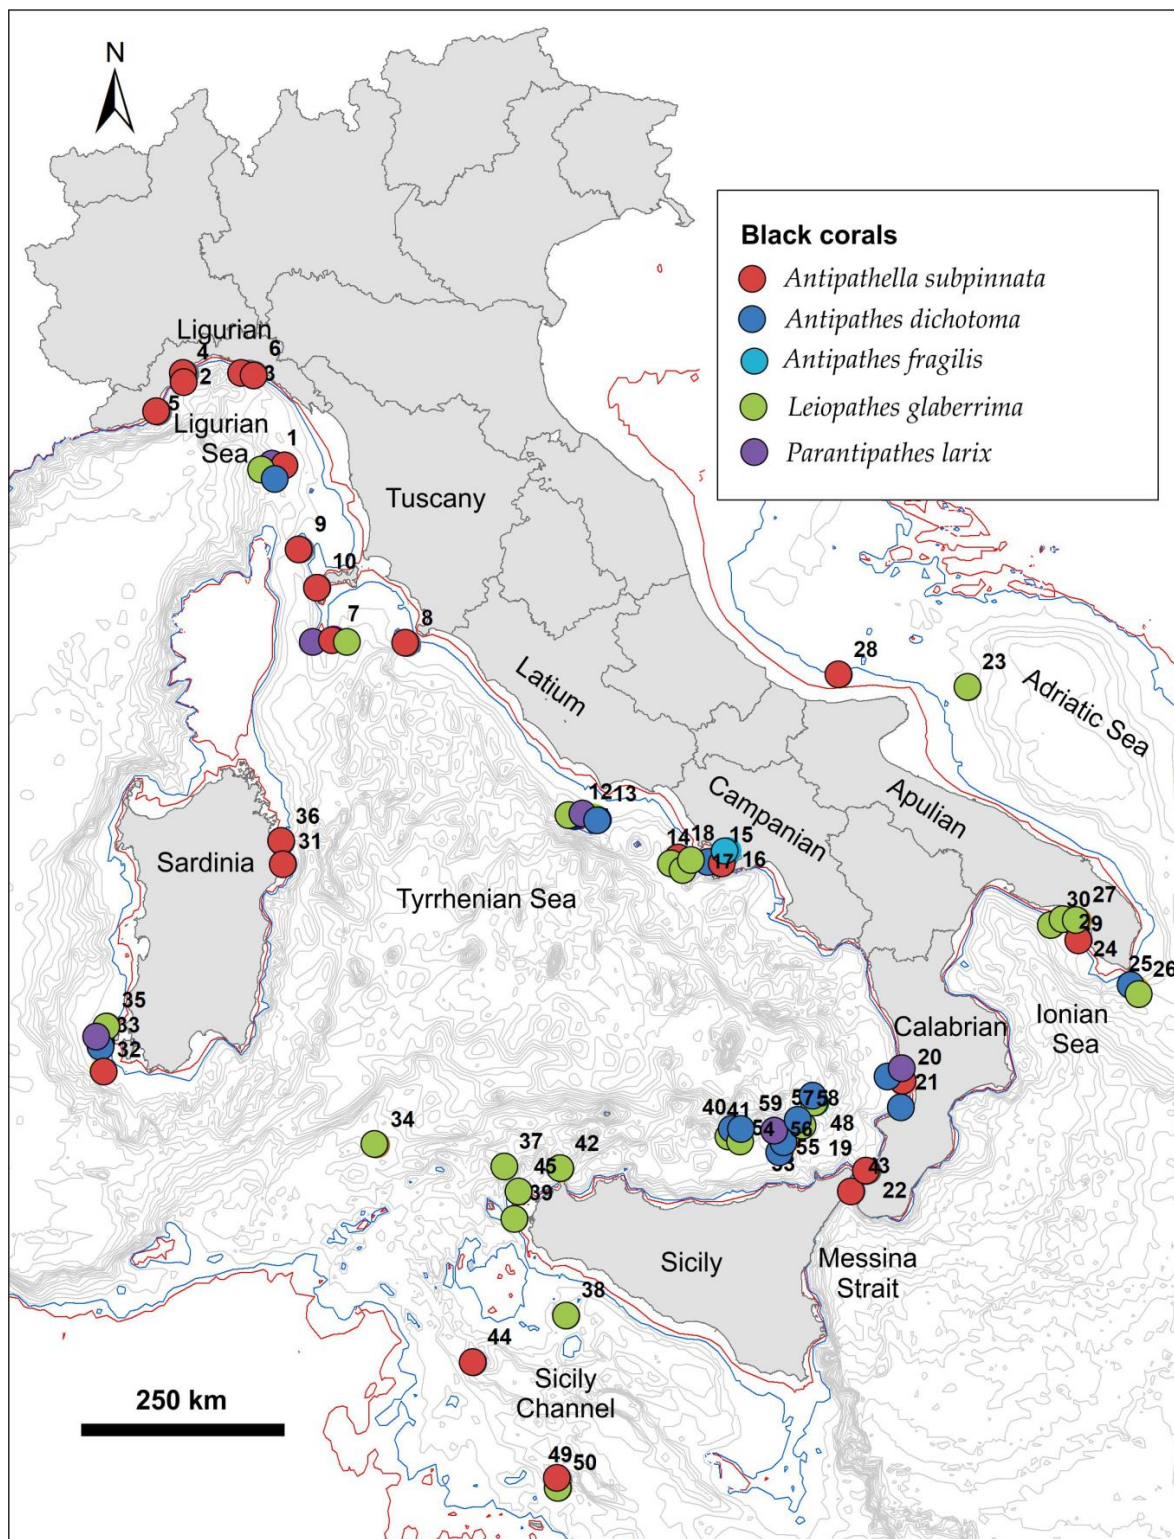 N
Black corals
Antipathella subpinnata
Antipathes dichotoma
Antipathes fragilis
Leiopathes glaberrima
Parantipathes larix
Ligurian
4
6
2
3
5
Ligurian
Sea
1
Tuscany
9
10
7
8
28
23
Adriatic Sea
Latium
12
13
Campanian
Apulian
36
31
Sardinia
14
18
15
17
16
Tyrrhenian Sea
30
27
29
24
25
26
Ionian
Sea
35
33
32
Calabrian
20
21
34
40
41
59
57
58
54
56
48
55
19
53
37
42
45
39
43
22
Sicily
Messina
Strait
38
44
Sicily
Channel
250 km
49
50